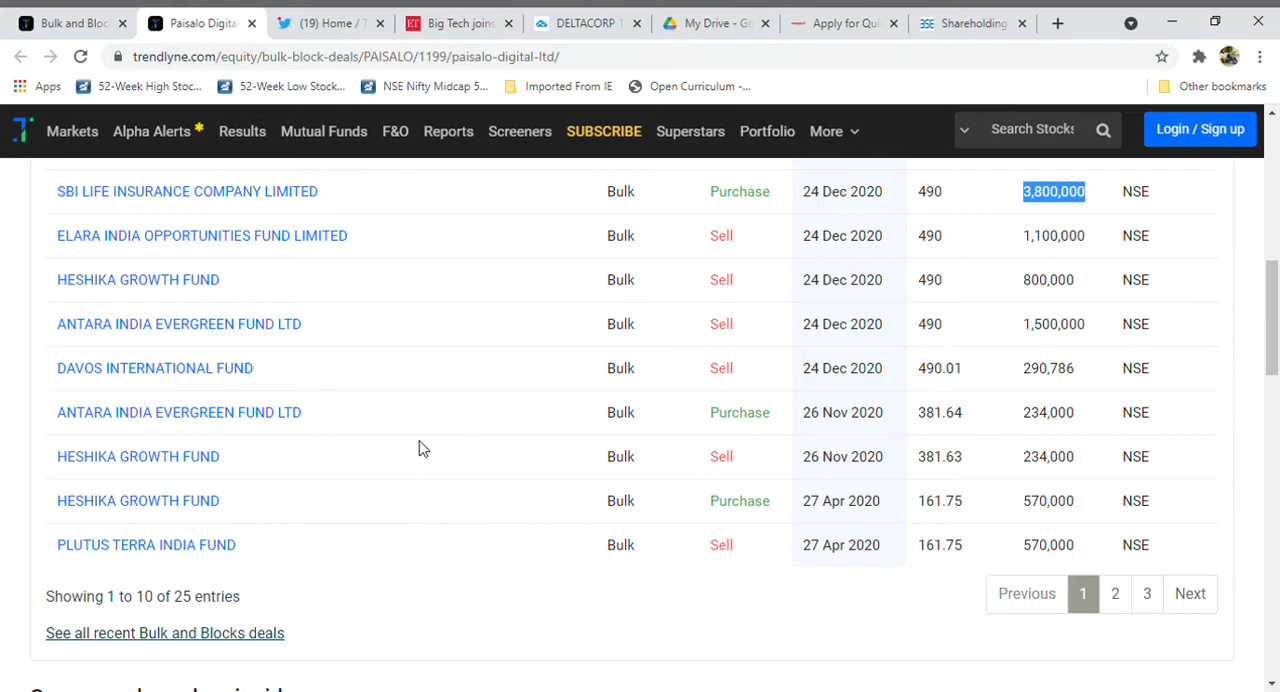 Bulk and Bloc
Paisalo Digita
(19) Home / T
ET Big Tech joins
DELTACORP 1
My Drive - Go
Apply for Qui
BSE Shareholding
trendlyne.com/equity/bulk-block-deals/PAISALO/1199/paisalo-digital-ltd/
Apps 52-Week High Stoc... 52-Week Low Stock... NSE Nifty Midcap 5... Imported From IE Open Curriculum -... Other bookmarks
Markets Alpha Alerts Results Mutual Funds F&O Reports Screeners SUBSCRIBE Superstars Portfolio More Search Stocks Login / Sign up
SBI LIFE INSURANCE COMPANY LIMITED Bulk Purchase 24 Dec 2020 490 3,800,000 NSE
ELARA INDIA OPPORTUNITIES FUND LIMITED Bulk Sell 24 Dec 2020 490 1,100,000 NSE
HESHIKA GROWTH FUND Bulk Sell 24 Dec 2020 490 800,000 NSE
ANTARA INDIA EVERGREEN FUND LTD Bulk Sell 24 Dec 2020 490 1,500,000 NSE
DAVOS INTERNATIONAL FUND Bulk Sell 24 Dec 2020 490.01 290,786 NSE
ANTARA INDIA EVERGREEN FUND LTD Bulk Purchase 26 Nov 2020 381.64 234,000 NSE
HESHIKA GROWTH FUND Bulk Sell 26 Nov 2020 381.63 234,000 NSE
HESHIKA GROWTH FUND Bulk Purchase 27 Apr 2020 161.75 570,000 NSE
PLUTUS TERRA INDIA FUND Bulk Sell 27 Apr 2020 161.75 570,000 NSE
Showing 1 to 10 of 25 entries Previous 1 2 3 Next
See all recent Bulk and Blocks deals